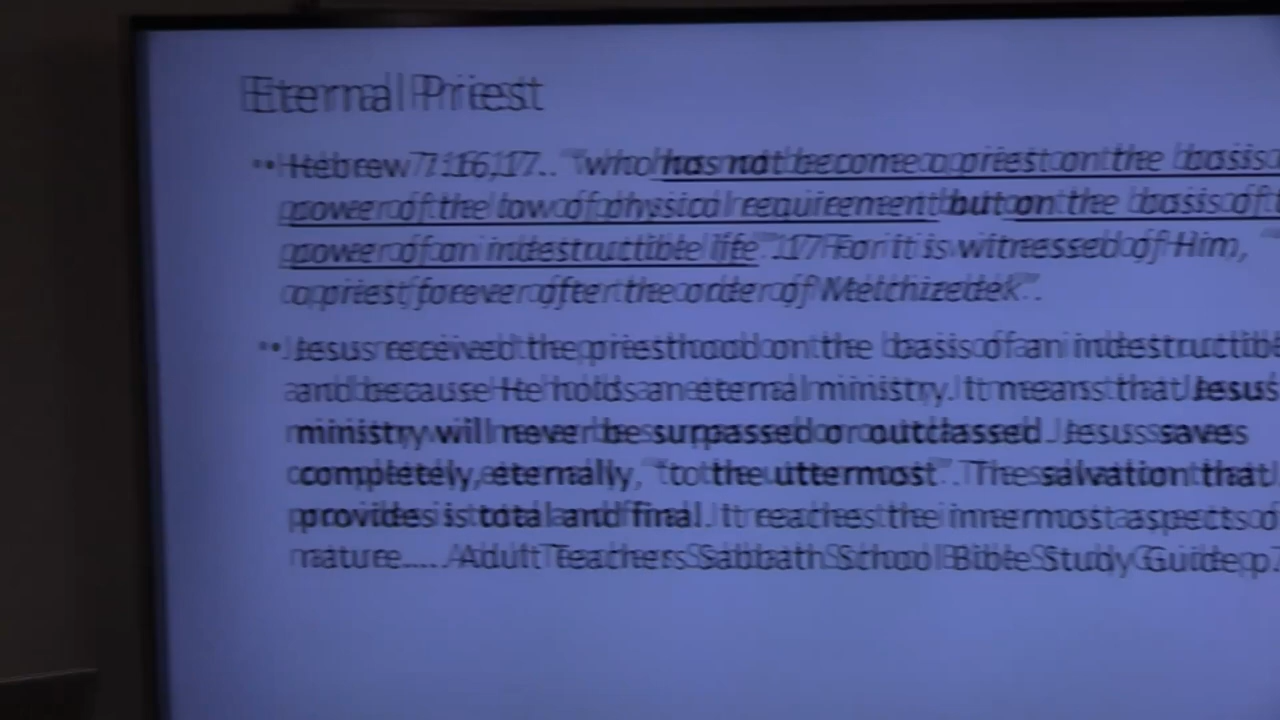 Eternal Priest
• Hebrew 7:16,17.. "who has not become a priest on the basis
power of the law of physical requirement but on the basis of
power of an indestructible life". 17 For it is witnessed of Him, "
a priest forever after the order of Melchizedek".
• Jesus received the priesthood on the basis of an
and because He holds an eternal ministry. It means that Jesus'
ministry will never be surpassed or outclassed. Jesus saves
completely, eternally, "to the uttermost". The salvation that
provides is total and final. It reaches the innermost aspects
nature.... Adult Teachers Sabbath School Bible Study Guide,